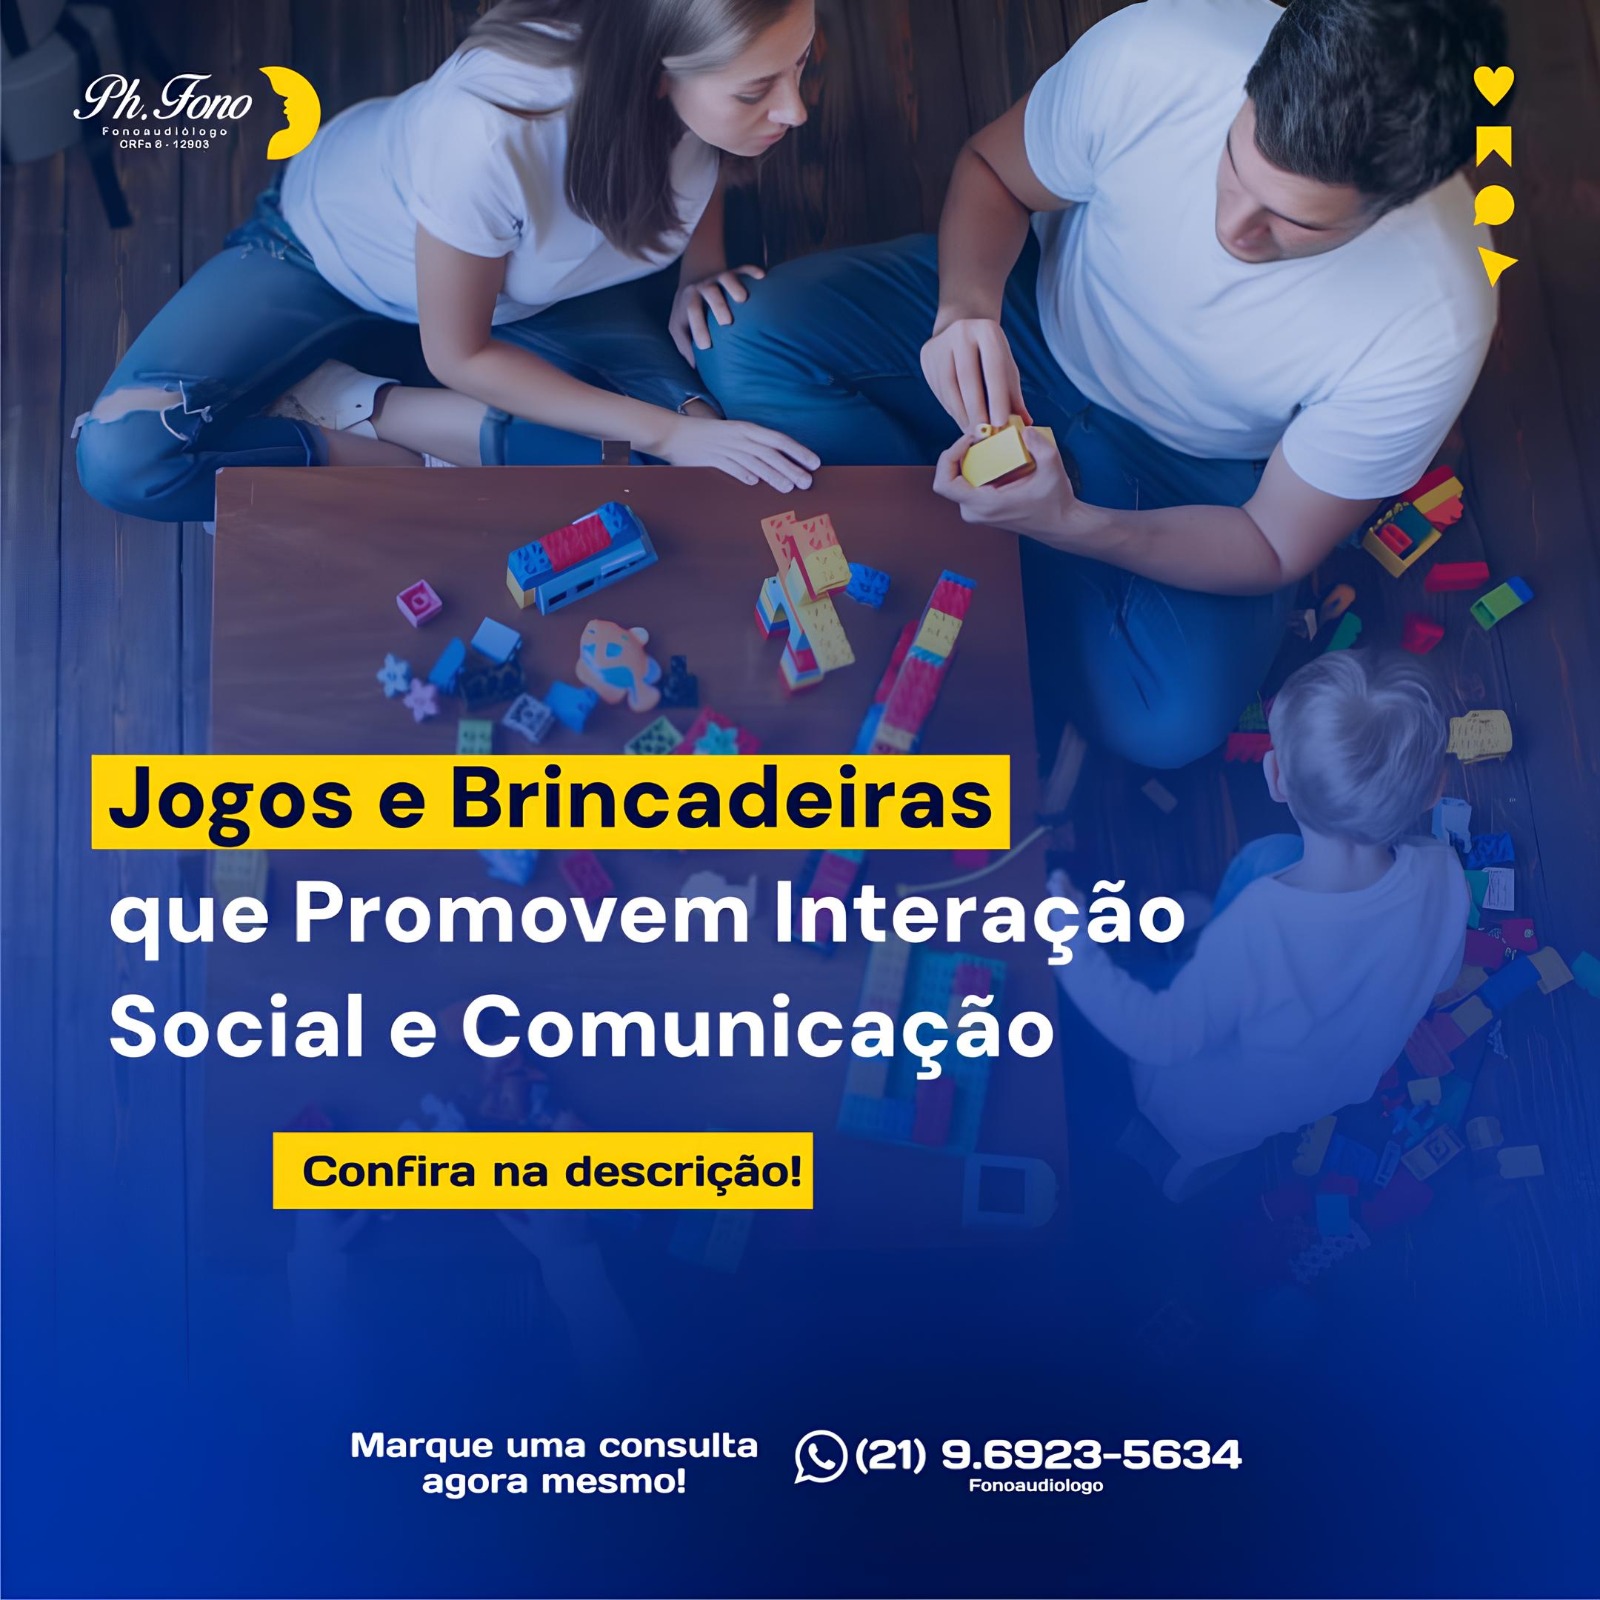 Ph. Fono
Fonoaudiólogo
CRFa 8 - 12903
Jogos e Brincadeiras
que Promovem Interação
Social e Comunicação
Confira na descrição!
Marque uma consulta
agora mesmo!
(21) 9.6923-5634
Fonoaudiologo